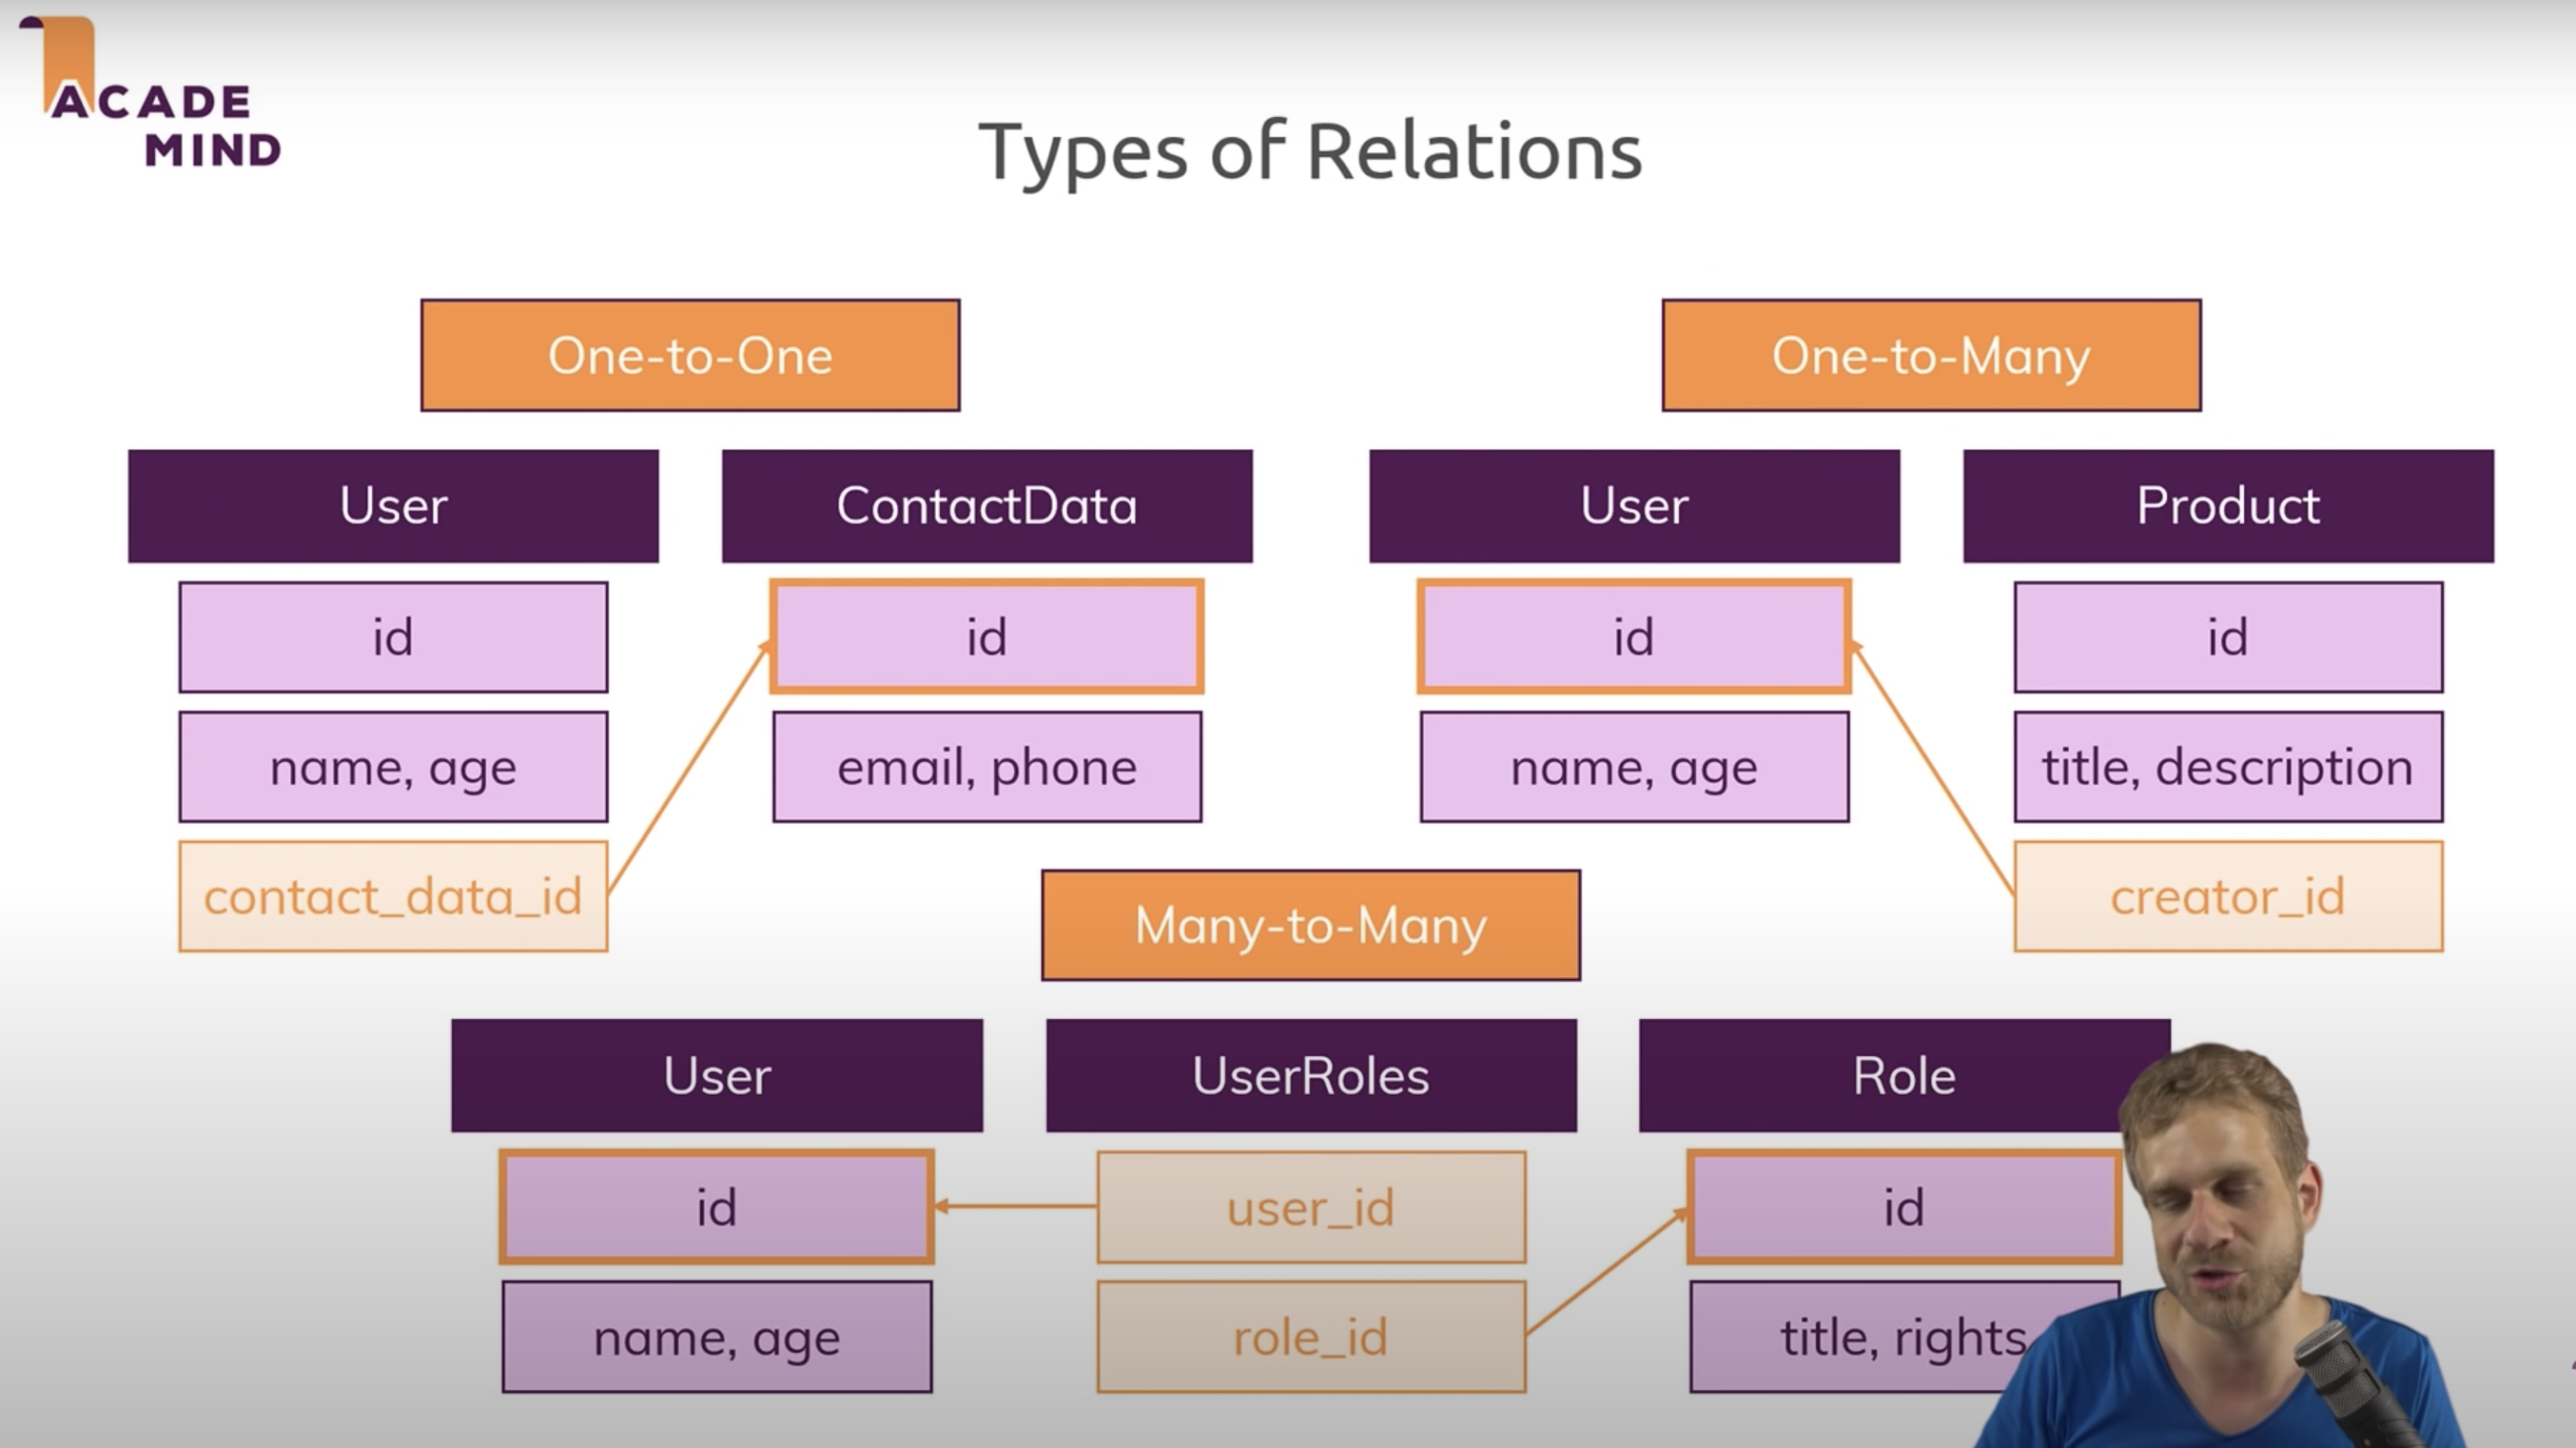 ACADE
MIND
Types of Relations
One-to-One
User
ContactData
id
id
name, age
email, phone
contact_data_id
One-to-Many
User
Product
id
id
name, age
title, description
creator_id
Many-to-Many
User
UserRoles
Role
id
user_id
id
name, age
role_id
title, rights